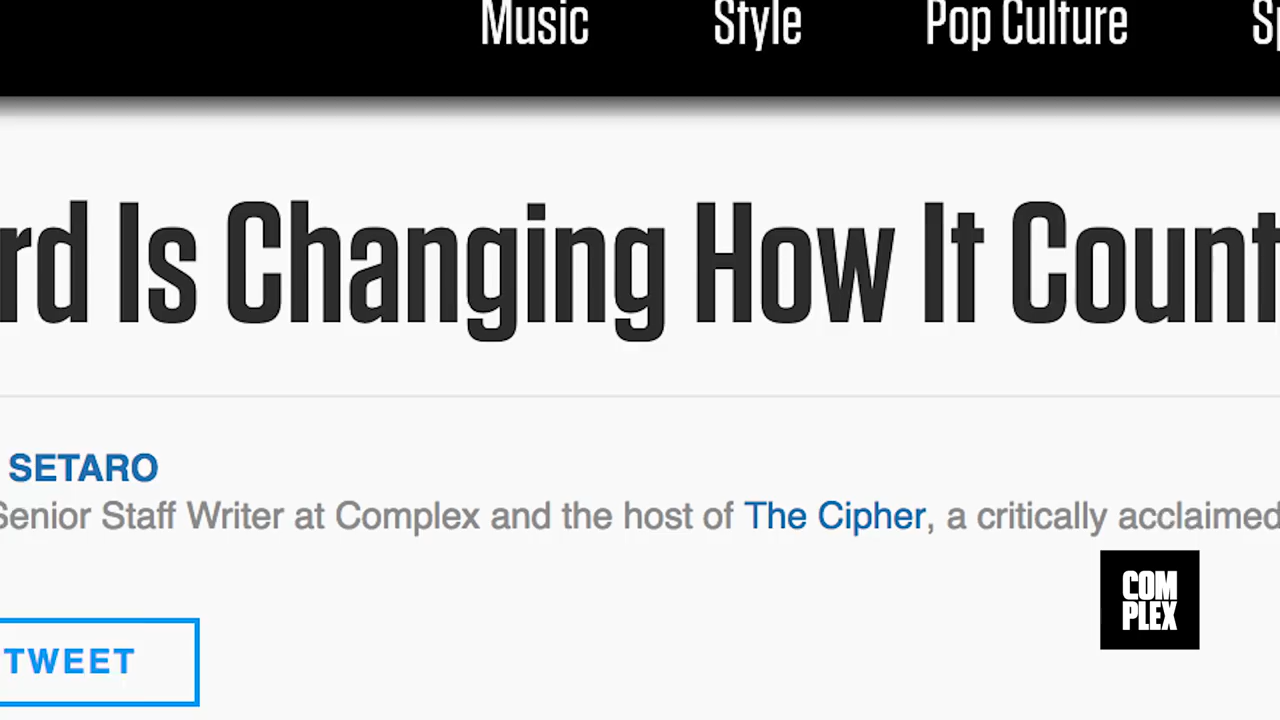 Music Style Pop Culture Sp
rd Is Changing How It Count
SETARO
Senior Staff Writer at Complex and the host of The Cipher, a critically acclaimed
COM
PLEX
TWEET